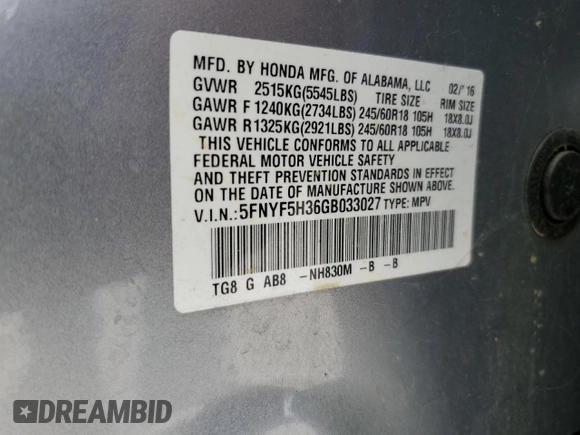 MFD. BY HONDA MFG. OF ALABAMA, LLC 02/'16
GVWR 2515KG(5545LBS) TIRE SIZE RIM SIZE
GAWR F 1240KG(2734LBS) 245/60R18 105H 18X8.0J
GAWR R1325KG(2921LBS) 245/60R18 105H 18X8.0J
THIS VEHICLE CONFORMS TO ALL APPLICABLE
FEDERAL MOTOR VEHICLE SAFETY
AND THEFT PREVENTION STANDARDS IN EFFECT
ON THE DATE OF MANUFACTURE SHOWN ABOVE.
V.I.N.:5FNYF5H36GB033027 TYPE: MPV
TG8 G AB8 -NH830M -B -B
DREAMBID